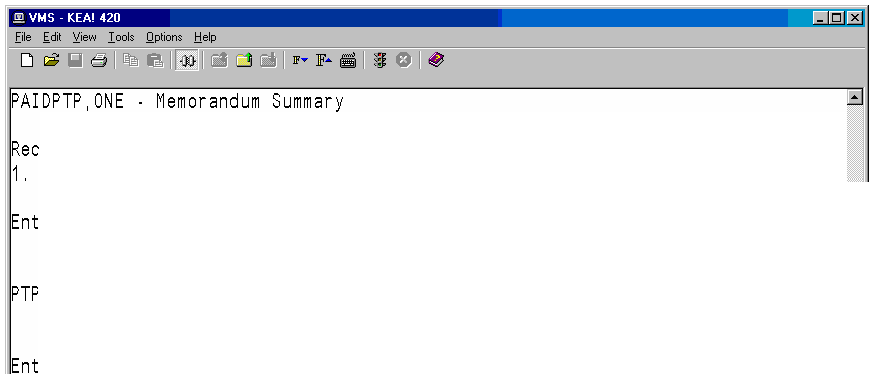 VMS - KEA! 420
File Edit View Tools Options Help
PAIDPTP,ONE - Memorandum Summary
Rec
1.
Ent
PTP
Ent